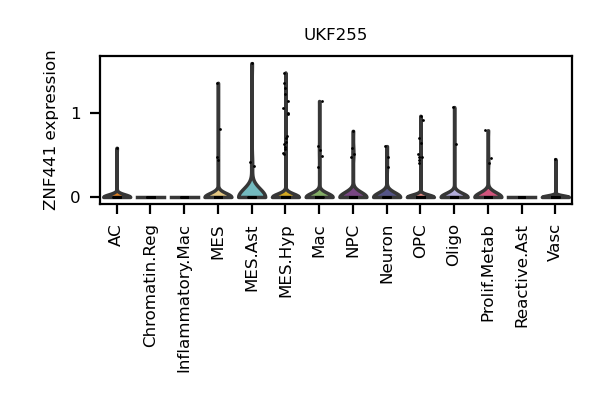 UKF255
ZNF441 expression
1
0
AC
Chromatin.Reg
Inflammatory.Mac
MES
MES.Ast
MES.Hyp
Mac
NPC
Neuron
OPC
Oligo
Prolif.Metab
Reactive.Ast
Vasc